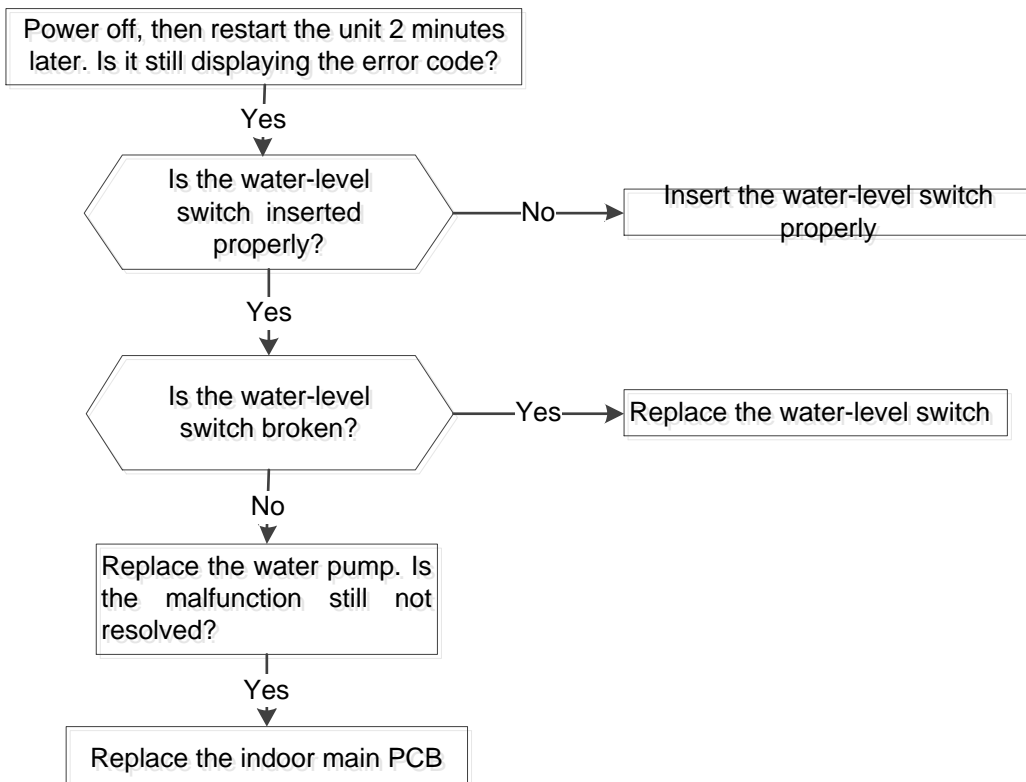 Power off, then restart the unit 2 minutes
later. Is it still displaying the error code?
Yes
Is the water-level
switch inserted
properly?
No
Insert the water-level switch
properly
Yes
Is the water-level
switch broken?
Yes
Replace the water-level switch
No
Replace the water pump. Is
the malfunction still not
resolved?
Yes
Replace the indoor main PCB